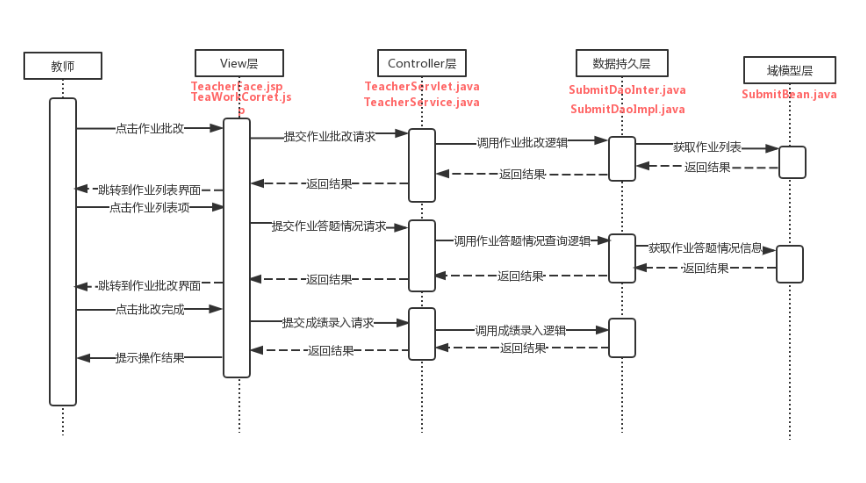 教师
View层
Controller层
数据持久层
域模型层
TeacherFace.jsp
TeaWorkCorret.js
p
TeacherServlet.java
TeacherService.java
SubmitDaoInter.java
SubmitDaoImpl.java
SubmitBean.java
点击作业批改
提交作业批改请求
调用作业批改逻辑
获取作业列表
返回结果
返回结果
返回结果
跳转到作业列表界面
点击作业列表项
提交作业答题情况请求
调用作业答题情况查询逻辑
获取作业答题情况信息
返回结果
返回结果
返回结果
跳转到作业批改界面
点击批改完成
提交成绩录入请求
调用成绩录入逻辑
返回结果
返回结果
提示操作结果